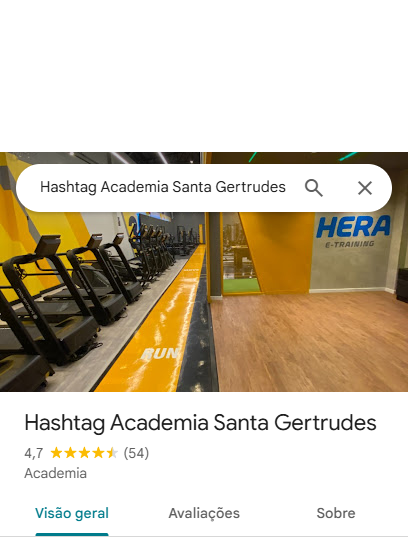 Hashtag Academia Santa Gertrudes
HERA
E-TRAINING
RUN
Hashtag Academia Santa Gertrudes
4,7 (54)
Academia
Visão geral Avaliações Sobre